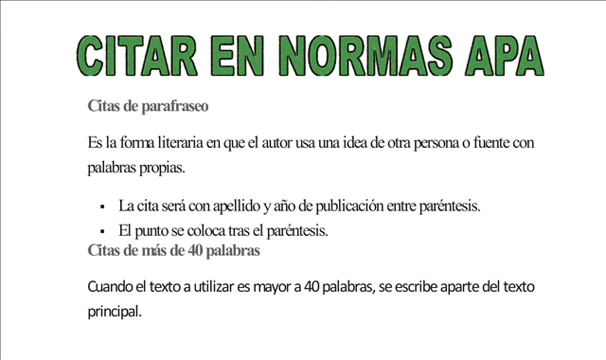 CITAR EN NORMAS APA
Citas de parafraseo
Es la forma literaria en que el autor usa una idea de otra persona o fuente con
palabras propias.
▪ La cita será con apellido y año de publicación entre paréntesis.
▪ El punto se coloca tras el paréntesis.
Citas de más de 40 palabras
Cuando el texto a utilizar es mayor a 40 palabras, se escribe aparte del texto
principal.